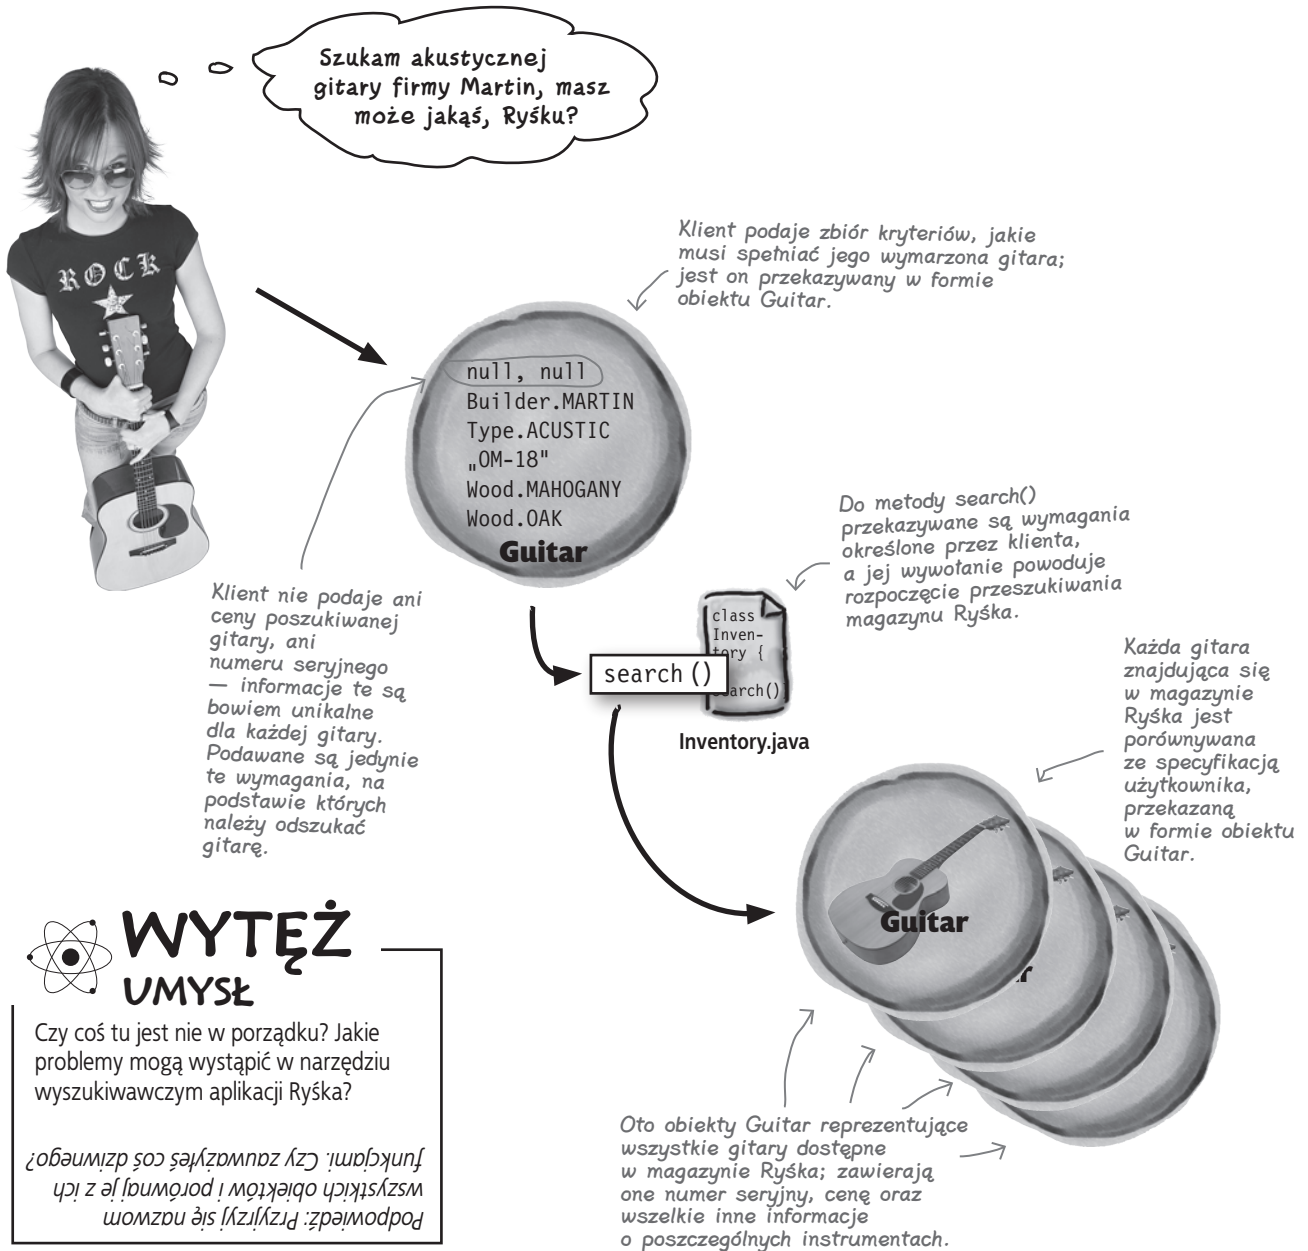 Szukam akustycznej
gitary firmy Martin, masz
może jakąś, Ryśku?
ROCK
Klient podaje zbiór kryteriów, jakie
musi spełniać jego wymarzona gitara;
jest on przekazywany w formie
obiektu Guitar.
null, null
Builder.MARTIN
Type.ACUSTIC
„OM-18"
Wood.MAHOGANY
Wood.OAK
Guitar
Klient nie podaje ani
ceny poszukiwanej
gitary, ani
numeru seryjnego
— informacje te są
bowiem unikalne
dla każdej gitary.
Podawane są jedynie
te wymagania, na
podstawie których
należy odszukać
gitarę.
Do metody search()
przekazywane są wymagania
określone przez klienta,
a jej wywołanie powoduje
rozpoczęcie przeszukiwania
magazynu Ryśka.
class
Inven-
tory {
search()
search ()
Inventory.java
Każda gitara
znajdująca się
w magazynie
Ryśka jest
porównywana
ze specyfikacją
użytkownika,
przekazaną
w formie obiektu
Guitar.
Guitar
WYTĘŻ
UMYSŁ
Czy coś tu jest nie w porządku? Jakie
problemy mogą wystąpić w narzędziu
wyszukiwawczym aplikacji Ryśka?
Podpowiedź: Przyjrzyj się nazwom
wszystkich obiektów i porównaj je z ich
funkcjami. Czy zauważyłeś coś dziwnego?
Oto obiekty Guitar reprezentujące
wszystkie gitary dostępne
w magazynie Ryśka; zawierają
one numer seryjny, cenę oraz
wszelkie inne informacje
o poszczególnych instrumentach.